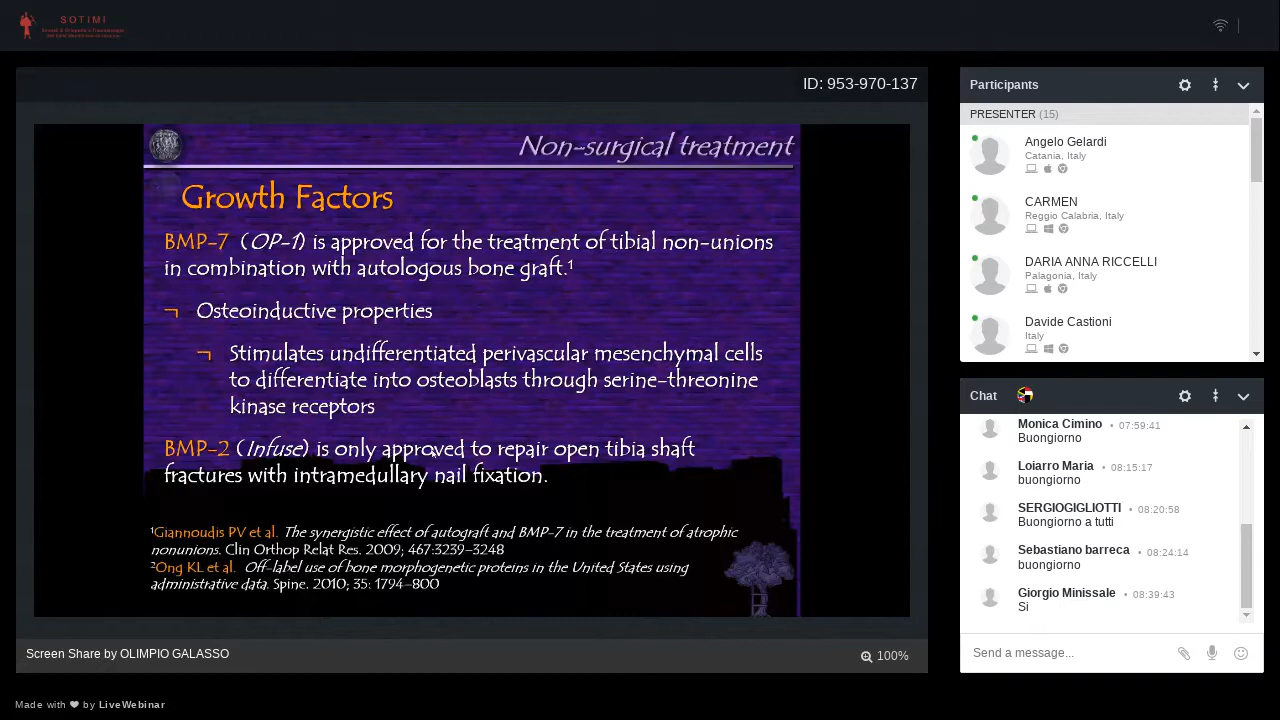 SOTIMI
ID: 953-970-137
Non-surgical treatment
Growth Factors
BMP-7 (OP-1) is approved for the treatment of tibial non-unions
in combination with autologous bone graft.¹
¬ Osteoinductive properties
¬ Stimulates undifferentiated perivascular mesenchymal cells
to differentiate into osteoblasts through serine-threonine
kinase receptors
BMP-2 (Infuse) is only approved to repair open tibia shaft
fractures with intramedullary nail fixation.
¹Giannoudis PV et al. The synergistic effect of autograft and BMP-7 in the treatment of atrophic
nonunions. Clin Orthop Relat Res. 2009; 467:3239-3248
²Ong KL et al. Off-label use of bone morphogenetic proteins in the United States using
administrative data. Spine. 2010; 35: 1794-800
Screen Share by OLIMPIO GALASSO
100%
Participants
PRESENTER (15)
Angelo Gelardi
Catania, Italy
CARMEN
Reggio Calabria, Italy
DARIA ANNA RICCELLI
Palagonia, Italy
Davide Castioni
Italy
Chat
Monica Cimino • 07:59:41
Buongiorno
Loiarro Maria • 08:15:17
buongiorno
SERGIOGIGLIOTTI • 08:20:58
Buongiorno a tutti
Sebastiano barreca • 08:24:14
buongiorno
Giorgio Minissale • 08:39:43
Si
Send a message...
Made with ❤ by LiveWebinar